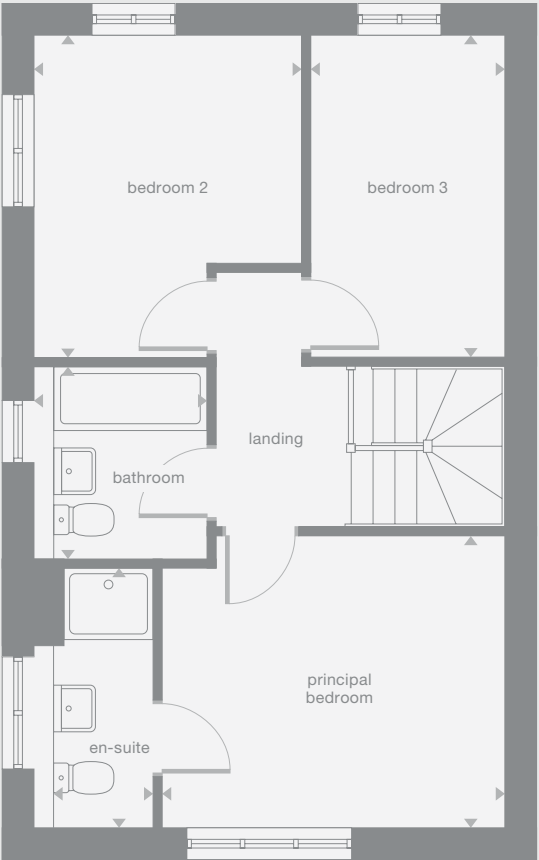 bedroom 2
bedroom 3
landing
bathroom
principal
bedroom
en-suite